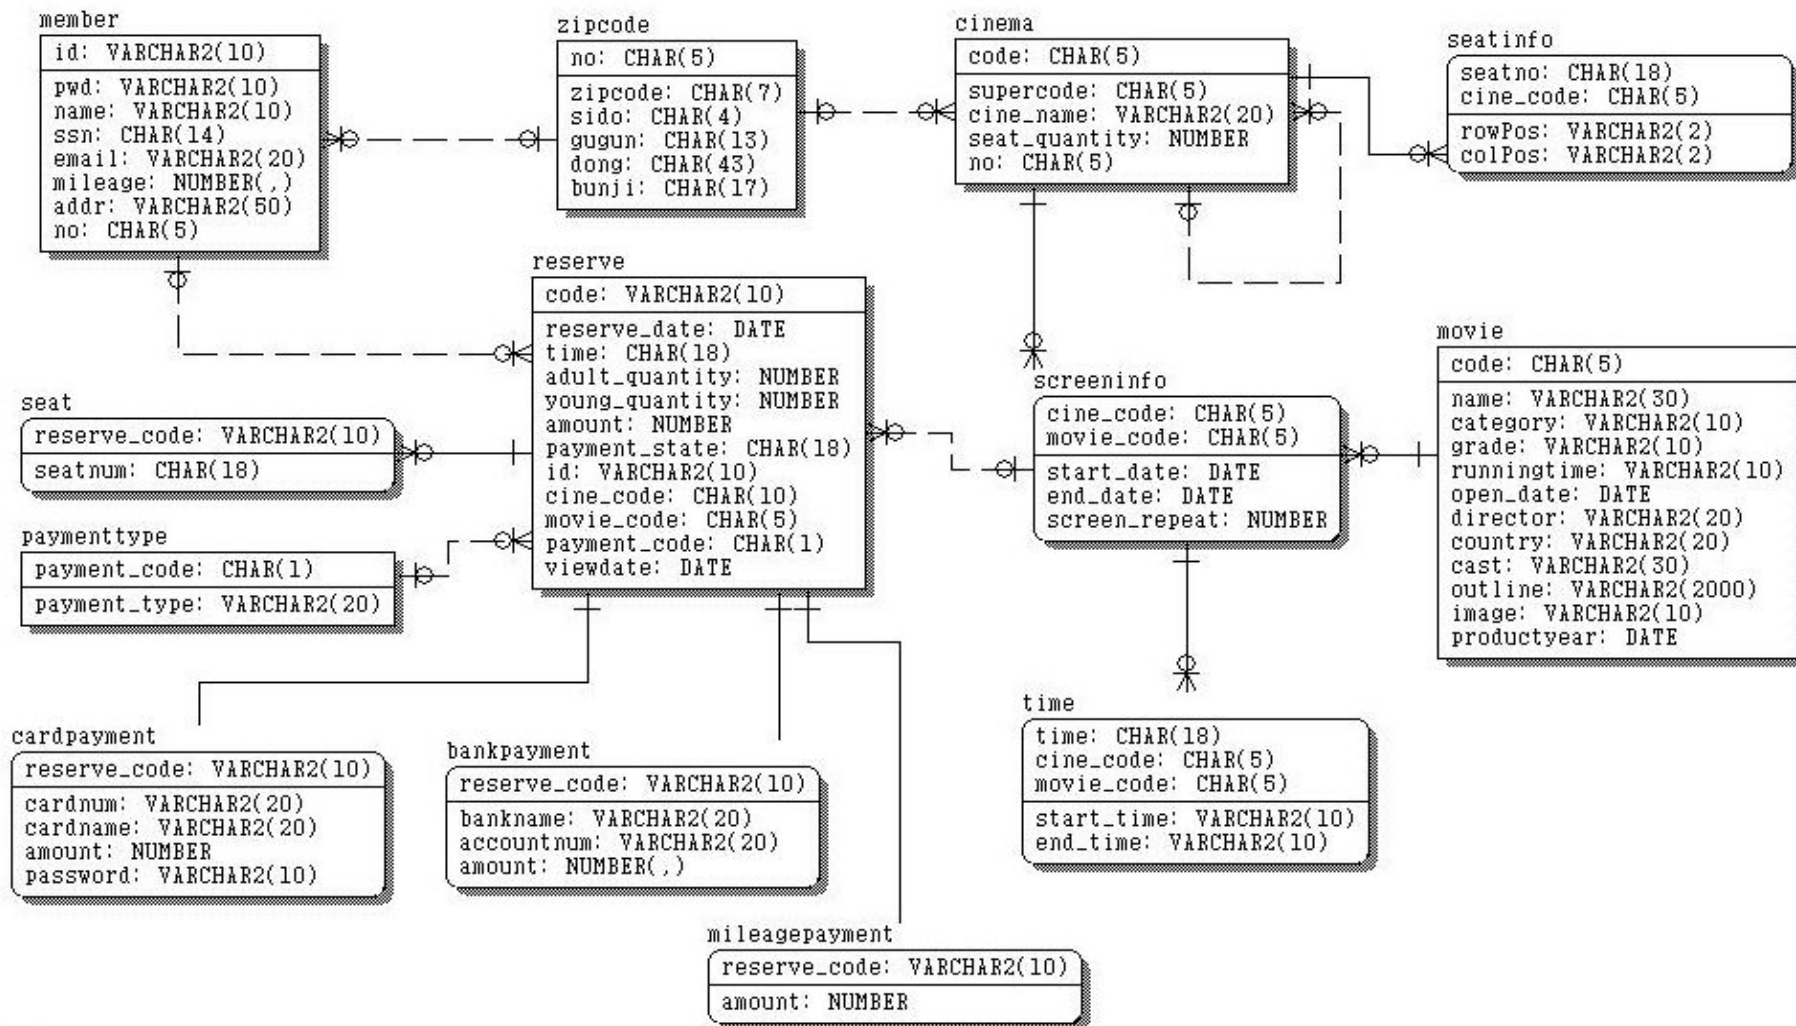 member
id: VARCHAR2(10)
pwd: VARCHAR2(10)
name: VARCHAR2(10)
ssn: CHAR(14)
email: VARCHAR2(20)
mileage: NUMBER(,)
addr: VARCHAR2(50)
no: CHAR(5)
zipcode
no: CHAR(5)
zipcode: CHAR(7)
sido: CHAR(4)
gugun: CHAR(13)
dong: CHAR(43)
bunji: CHAR(17)
cinema
code: CHAR(5)
supercode: CHAR(5)
cine_name: VARCHAR2(20)
seat_quantity: NUMBER
no: CHAR(5)
seatinfo
seatno: CHAR(18)
cine_code: CHAR(5)
rowPos: VARCHAR2(2)
colPos: VARCHAR2(2)
reserve
code: VARCHAR2(10)
reserve_date: DATE
time: CHAR(18)
adult_quantity: NUMBER
young_quantity: NUMBER
amount: NUMBER
payment_state: CHAR(18)
id: VARCHAR2(10)
cine_code: CHAR(10)
movie_code: CHAR(5)
payment_code: CHAR(1)
viewdate: DATE
seat
reserve_code: VARCHAR2(10)
seatnum: CHAR(18)
paymenttype
payment_code: CHAR(1)
payment_type: VARCHAR2(20)
screeninfo
cine_code: CHAR(5)
movie_code: CHAR(5)
start_date: DATE
end_date: DATE
screen_repeat: NUMBER
movie
code: CHAR(5)
name: VARCHAR2(30)
category: VARCHAR2(10)
grade: VARCHAR2(10)
runningtime: VARCHAR2(10)
open_date: DATE
director: VARCHAR2(20)
country: VARCHAR2(20)
cast: VARCHAR2(30)
outline: VARCHAR2(2000)
image: VARCHAR2(10)
productyear: DATE
cardpayment
reserve_code: VARCHAR2(10)
cardnum: VARCHAR2(20)
cardname: VARCHAR2(20)
amount: NUMBER
password: VARCHAR2(10)
bankpayment
reserve_code: VARCHAR2(10)
bankname: VARCHAR2(20)
accountnum: VARCHAR2(20)
amount: NUMBER(,)
time
time: CHAR(18)
cine_code: CHAR(5)
movie_code: CHAR(5)
start_time: VARCHAR2(10)
end_time: VARCHAR2(10)
mileagepayment
reserve_code: VARCHAR2(10)
amount: NUMBER